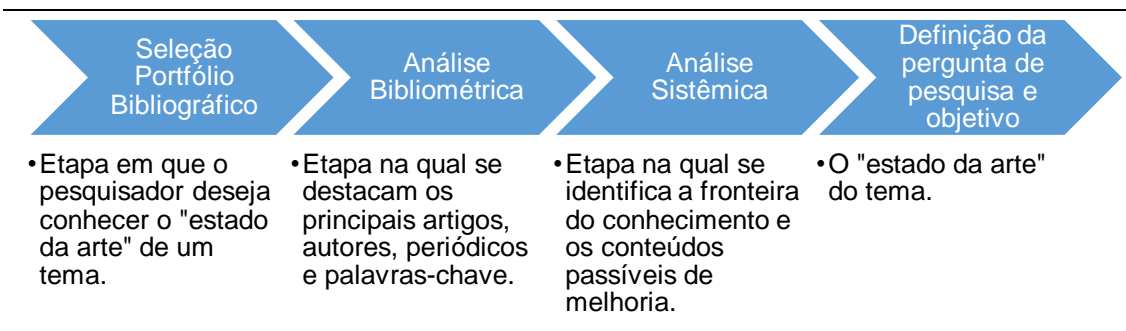 Seleção
Portfólio
Bibliográfico
Análise
Bibliométrica
Análise
Sistêmica
Definição da
pergunta de
pesquisa e
objetivo
•Etapa em que o
pesquisador deseja
conhecer o "estado
da arte" de um
tema.
•Etapa na qual se
destacam os
principais artigos,
autores, periódicos
e palavras-chave.
•Etapa na qual se
identifica a fronteira
do conhecimento e
os conteúdos
passíveis de
melhoria.
•O "estado da arte"
do tema.